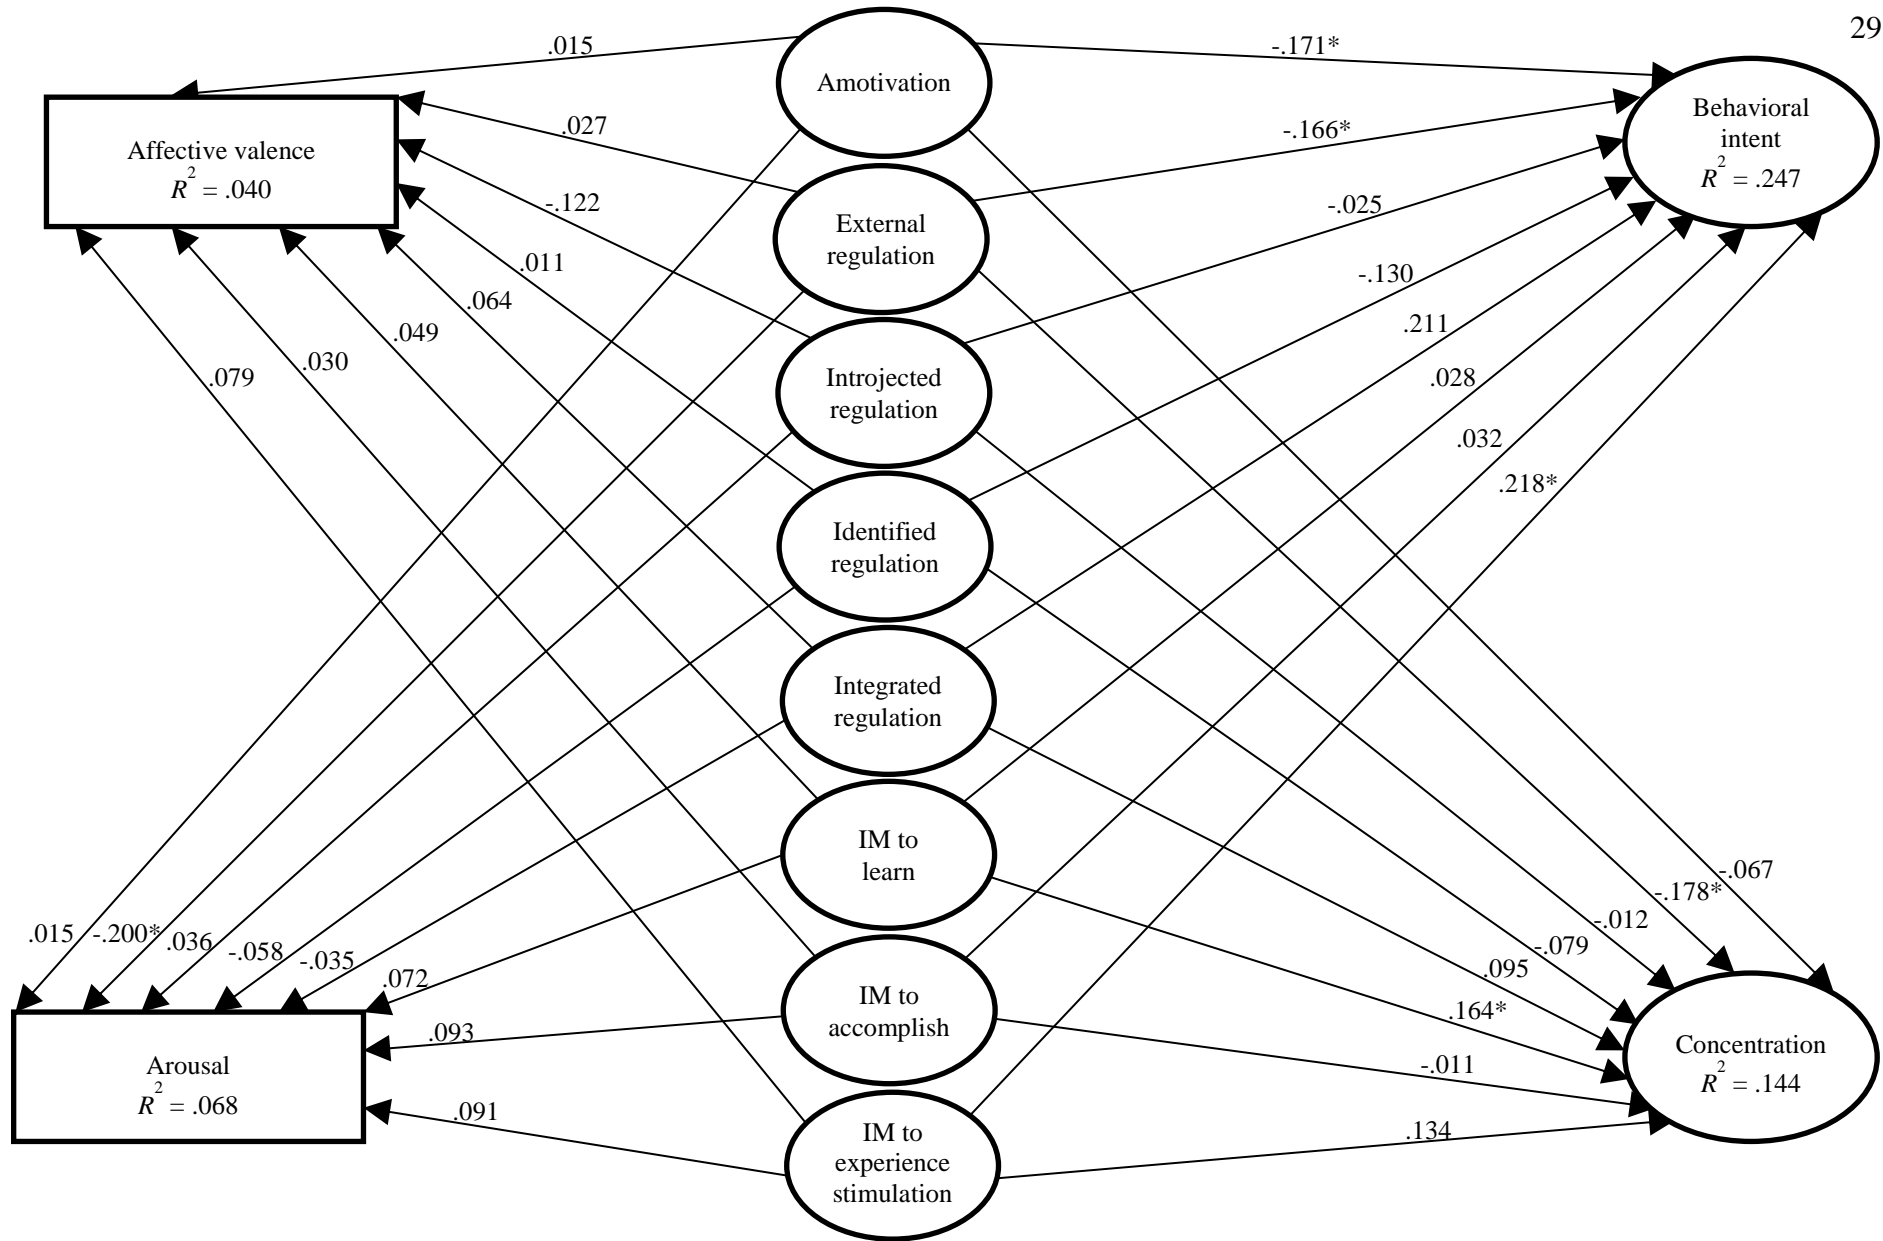 29
.015
Amotivation
-.171*
Affective valence
R2 = .040
.027
-.166*
Behavioral
intent
R2 = .247
-.122
External
regulation
-.025
.011
-.130
.064
.211
.049
.030
.079
Introjected
regulation
.028
.032
.218*
Identified
regulation
Integrated
regulation
IM to
learn
-.067
-.178*
-.012
-.079
.095
.164*
.015
-.200*
.036
-.058
-.035
.072
IM to
accomplish
.093
-.011
Arousal
R2 = .068
Concentration
R2 = .144
.091
.134
IM to
experience
stimulation